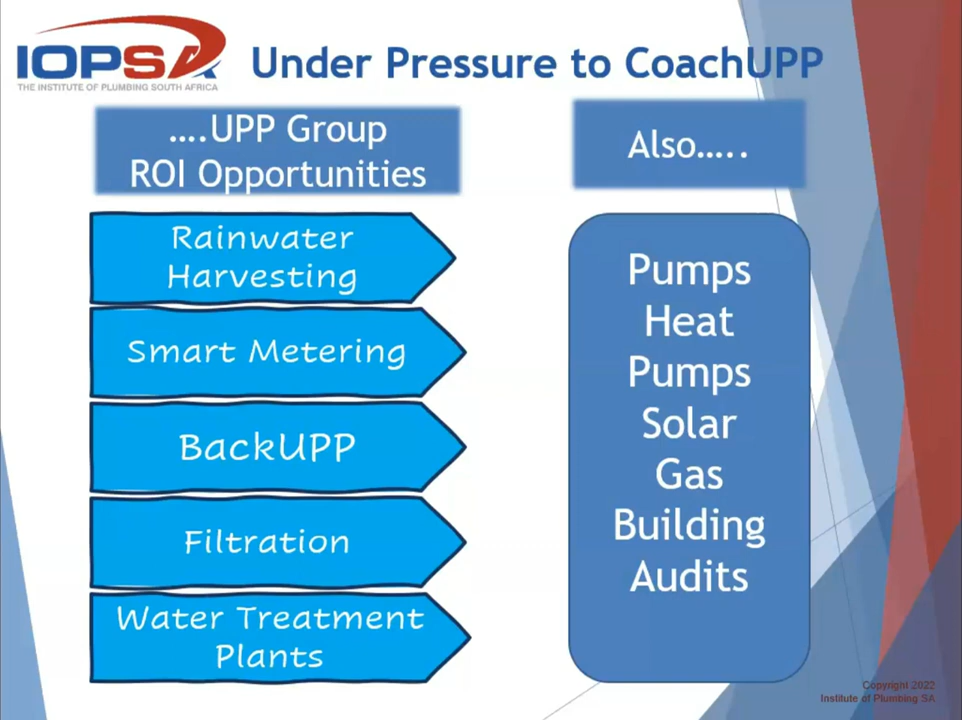 IOPSA
THE INSTITUTE OF PLUMBING SOUTH AFRICA
Under Pressure to CoachUPP
….UPP Group
ROI Opportunities
Rainwater
Harvesting
Smart Metering
BackUPP
Filtration
Water Treatment
Plants
Also…..
Pumps
Heat
Pumps
Solar
Gas
Building
Audits
Copyright 2022
Institute of Plumbing SA